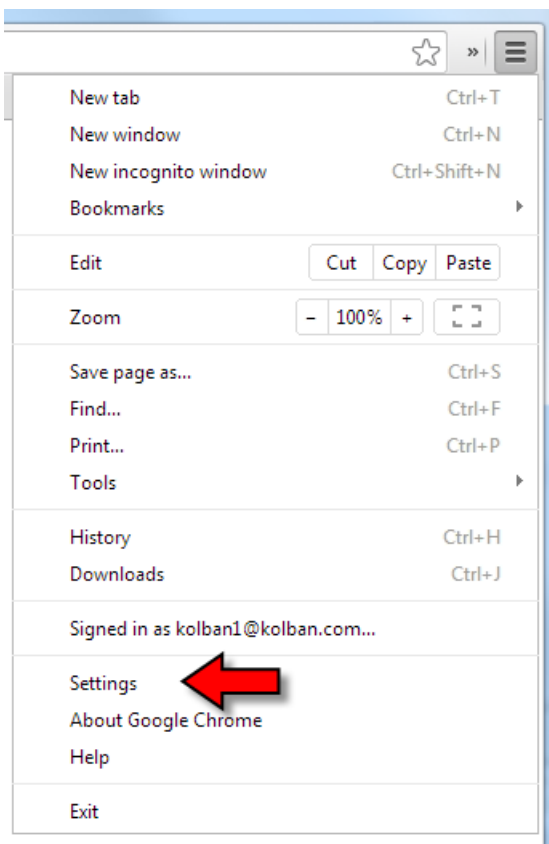 »
New tab Ctrl+T
New window Ctrl+N
New incognito window Ctrl+Shift+N
Bookmarks
Edit Cut Copy Paste
Zoom - 100% +
Save page as... Ctrl+S
Find... Ctrl+F
Print... Ctrl+P
Tools
History Ctrl+H
Downloads Ctrl+J
Signed in as kolban1@kolban.com...
Settings
About Google Chrome
Help
Exit